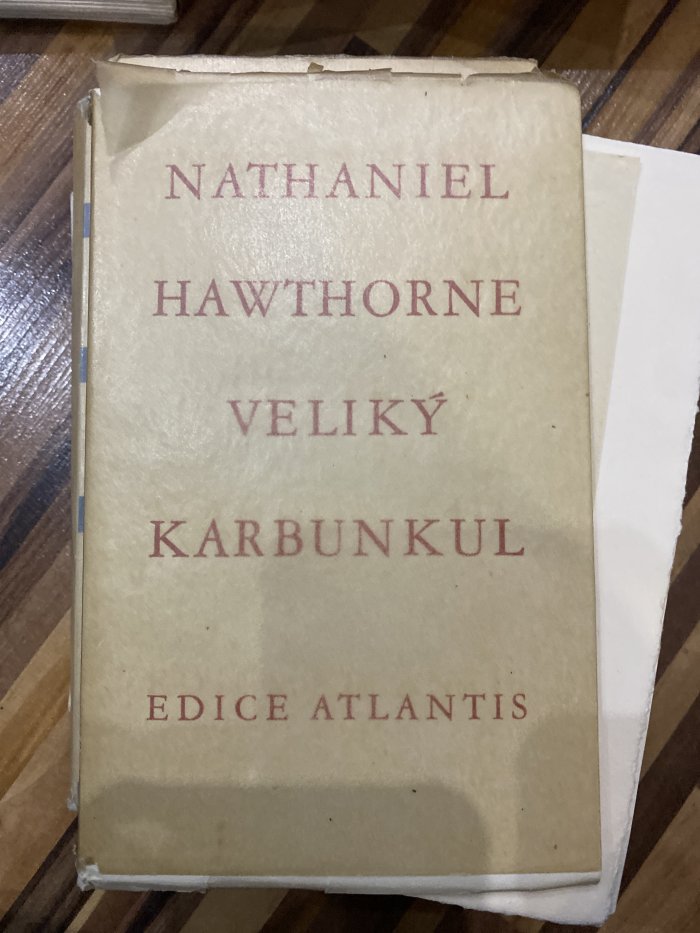 NATHANIEL
HAWTHORNE
VELIKÝ
KARBUNKUL
EDICE ATLANTIS